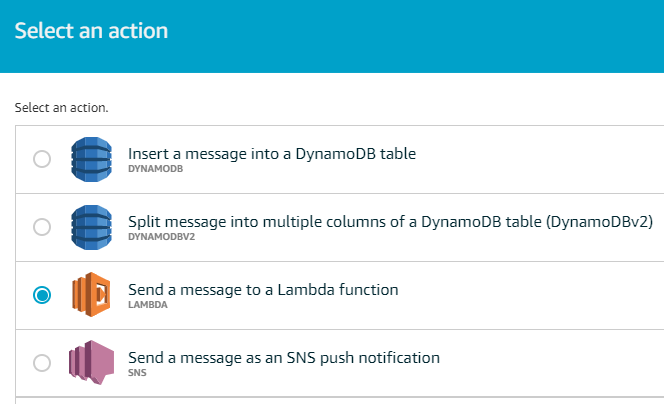 Select an action
Select an action.
Insert a message into a DynamoDB table
DYNAMODB
Split message into multiple columns of a DynamoDB table (DynamoDBv2)
DYNAMODBV2
Send a message to a Lambda function
LAMBDA
Send a message as an SNS push notification
SNS